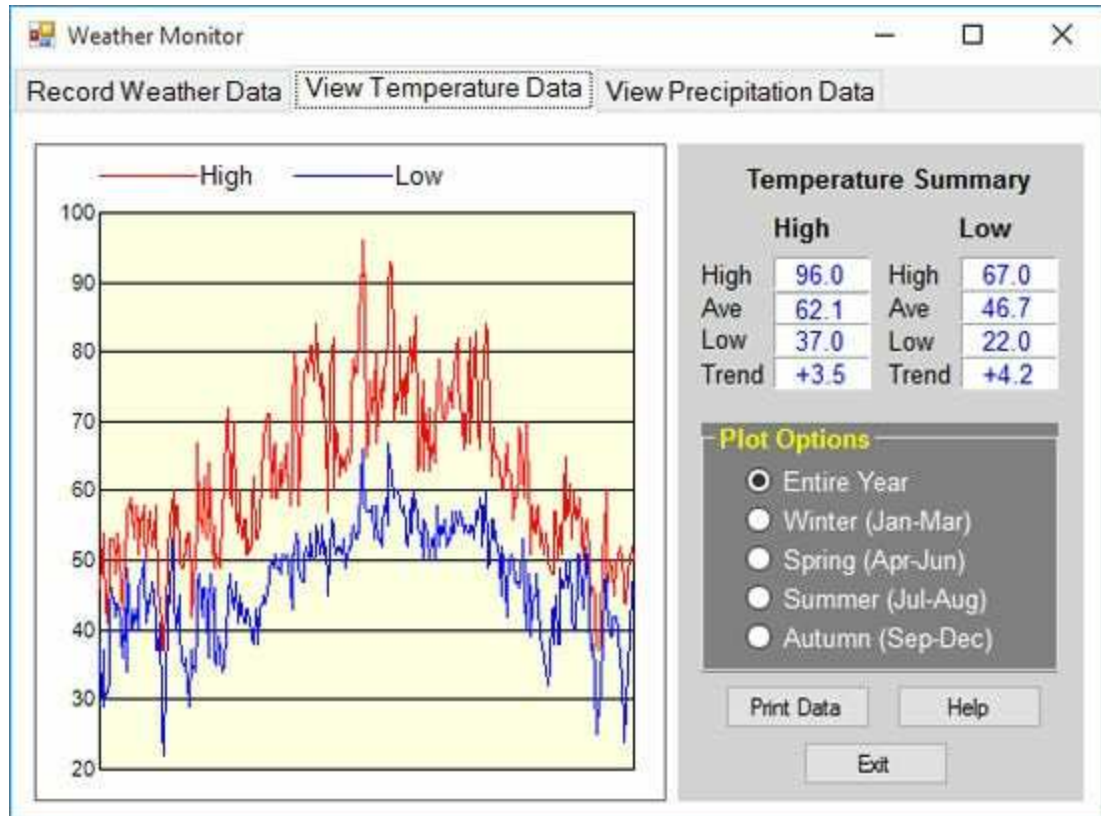 Weather Monitor
Record Weather Data View Temperature Data View Precipitation Data
High Low
100
90
80
70
60
50
40
30
20
Temperature Summary
High Low
High 96.0 High 67.0
Ave 62.1 Ave 46.7
Low 37.0 Low 22.0
Trend +3.5 Trend +4.2
Plot Options
Entire Year
Winter (Jan-Mar)
Spring (Apr-Jun)
Summer (Jul-Aug)
Autumn (Sep-Dec)
Print Data Help
Exit